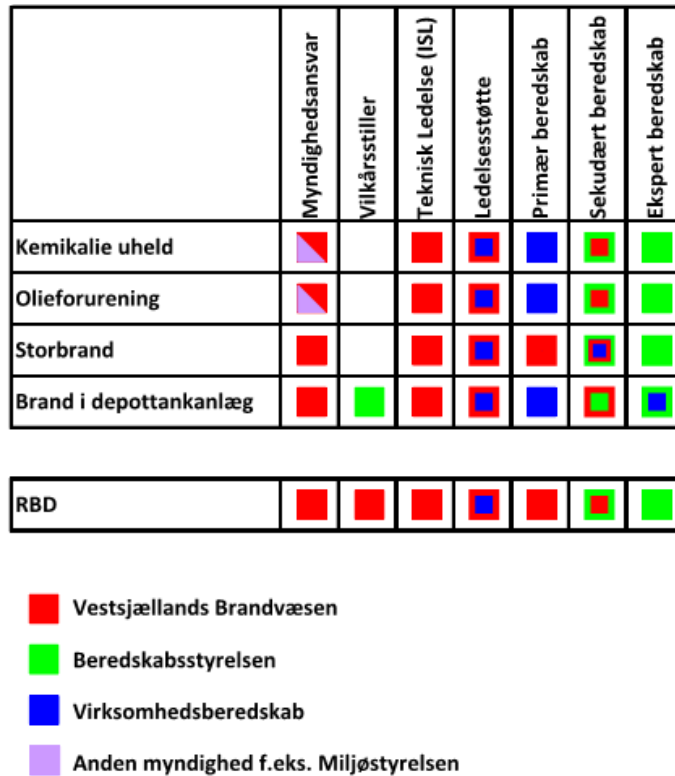 Myndighedsansvar
Vilkårsstiller
Teknisk Ledelse (ISL)
Ledelsesstøtte
Primær beredskab
Sekudært beredskab
Ekspert beredskab
Kemikalie uheld
Olieforurening
Storbrand
Brand i depottankanlæg
RBD
Vestsjællands Brandvæsen
Beredskabsstyrelsen
Virksomhedsberedskab
Anden myndighed f.eks. Miljøstyrelsen